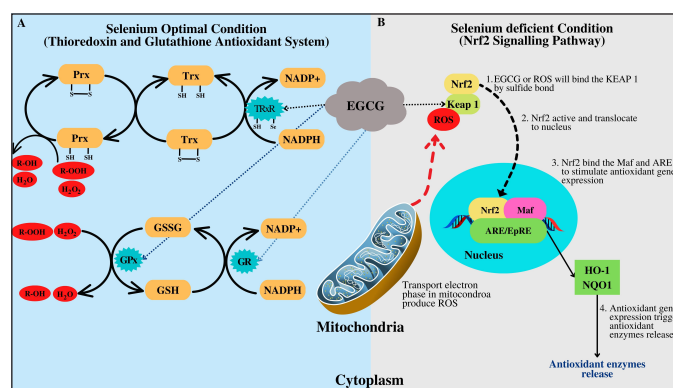 A
Selenium Optimal Condition
(Thioredoxin and Glutathione Antioxidant System)
Prx
S—S
Trx
SH SH
NADP+
TRxR
SH Se
EGCG
Prx
SH SH
Trx
S—S
NADPH
R-OH
H₂O
R-OOH
H₂O₂
R-OOH
H₂O₂
GSSG
NADP+
GPx
GR
R-OH
H₂O
GSH
NADPH
B
Selenium deficient Condition
(Nrf2 Signalling Pathway)
Nrf2
Keap 1
ROS
1.EGCG or ROS will bind the KEAP 1
by sulfide bond
2. Nrf2 active and translocate
to nucleus
3. Nrf2 bind the Maf and ARE
to stimulate antioxidant gene
expression
Nrf2
Maf
ARE/EpRE
Nucleus
Transport electron
phase in mitocondroa
produce ROS
Mitochondria
HO-1
NQO1
4. Antioxidant gen
expression trigge
antioxidant
enzymes release
Antioxidant enzymes
release
Cytoplasm